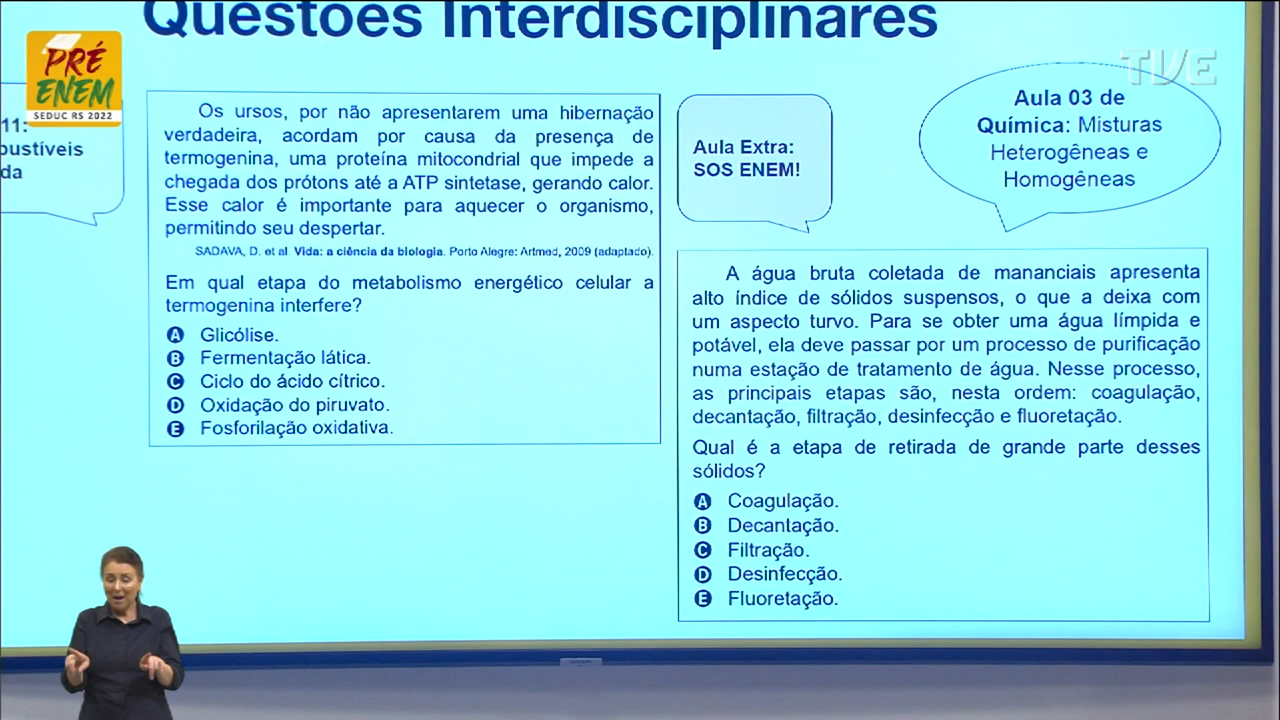 Questões Interdisciplinares
PRÉ
ENEM
SEDUC RS 2022
TVE
11:
bustíveis
da
Os ursos, por não apresentarem uma hibernação
verdadeira, acordam por causa da presença de
termogenina, uma proteína mitocondrial que impede a
chegada dos prótons até a ATP sintetase, gerando calor.
Esse calor é importante para aquecer o organismo,
permitindo seu despertar.
SADAVA, D. et al. Vida: a ciência da biologia. Porto Alegre: Artmed, 2009 (adaptado).
Em qual etapa do metabolismo energético celular a
termogenina interfere?
A Glicólise.
B Fermentação lática.
C Ciclo do ácido cítrico.
D Oxidação do piruvato.
E Fosforilação oxidativa.
Aula Extra:
SOS ENEM!
Aula 03 de
Química: Misturas
Heterogêneas e
Homogêneas
A água bruta coletada de mananciais apresenta
alto índice de sólidos suspensos, o que a deixa com
um aspecto turvo. Para se obter uma água límpida e
potável, ela deve passar por um processo de purificação
numa estação de tratamento de água. Nesse processo,
as principais etapas são, nesta ordem: coagulação,
decantação, filtração, desinfecção e fluoretação.
Qual é a etapa de retirada de grande parte desses
sólidos?
A Coagulação.
B Decantação.
C Filtração.
D Desinfecção.
E Fluoretação.